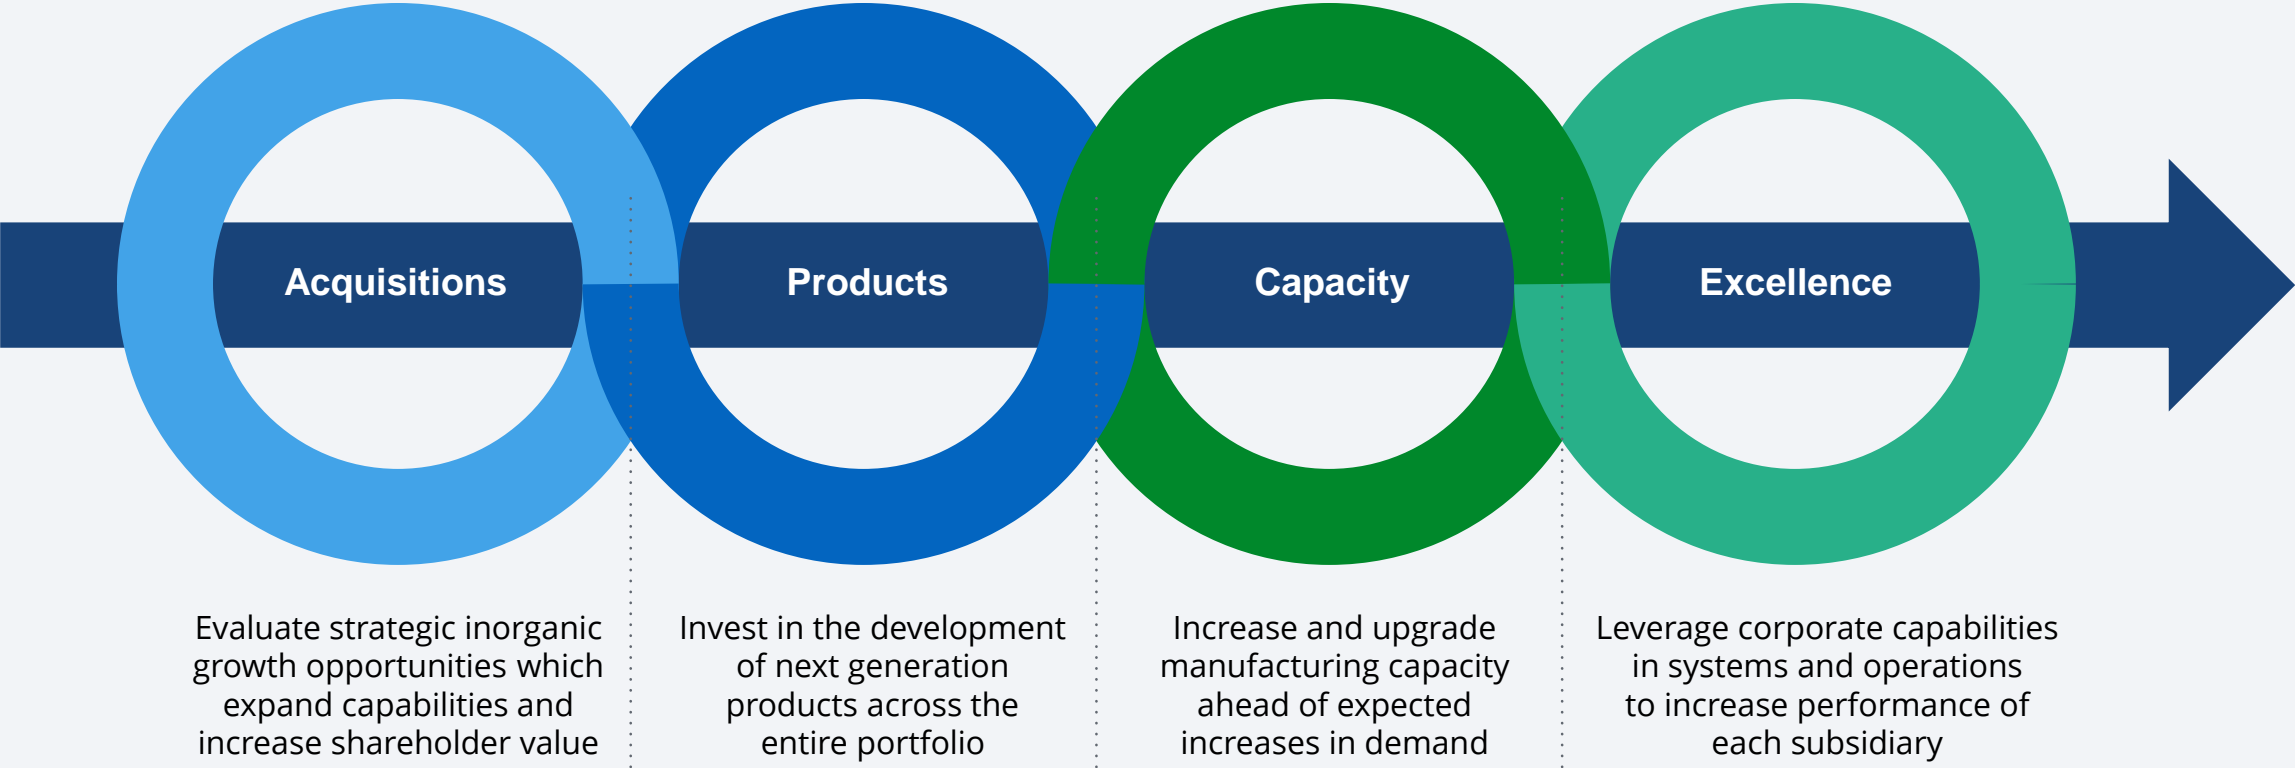 Acquisitions
Products
Capacity
Excellence
Evaluate strategic inorganic
growth opportunities which
expand capabilities and
increase shareholder value
Invest in the development
of next generation
products across the
entire portfolio
Increase and upgrade
manufacturing capacity
ahead of expected
increases in demand
Leverage corporate capabilities
in systems and operations
to increase performance of
each subsidiary